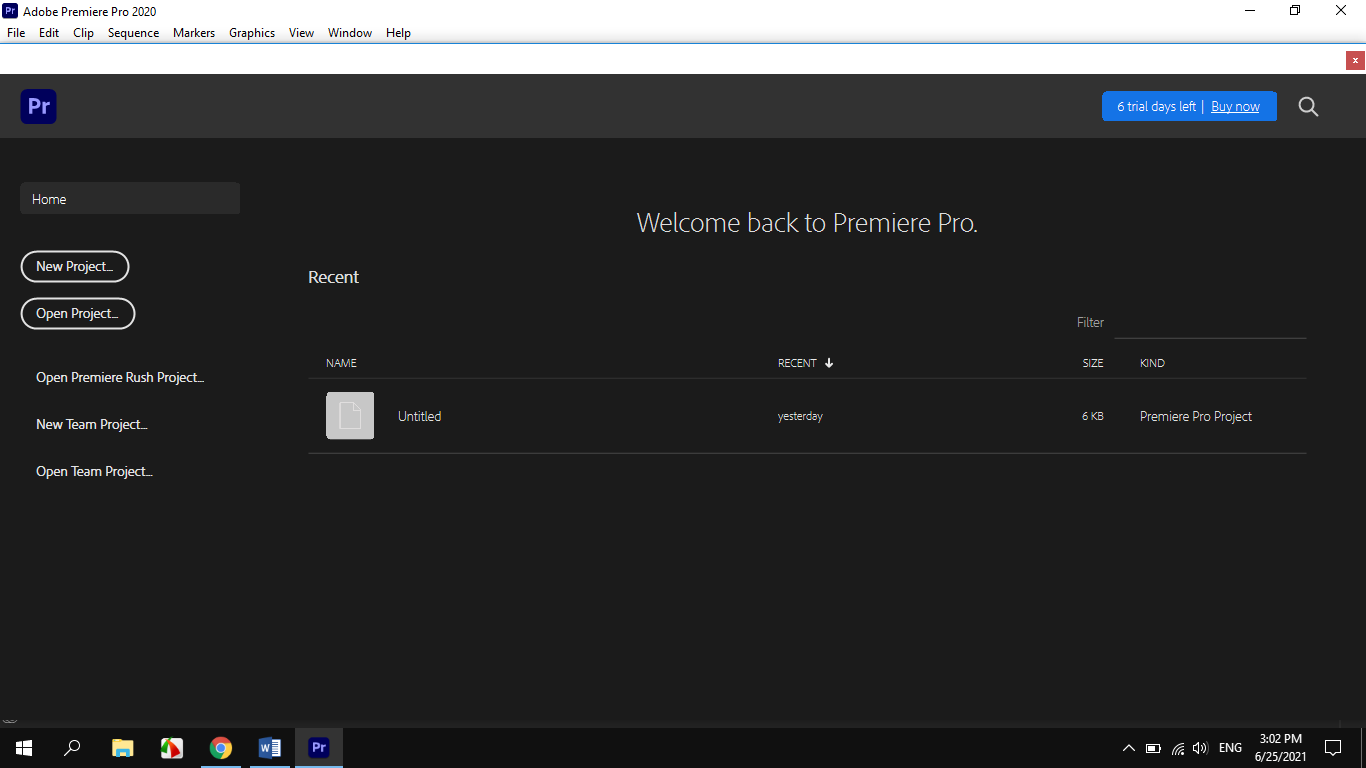 Adobe Premiere Pro 2020
File Edit Clip Sequence Markers Graphics View Window Help
x
Pr
6 trial days left | Buy now
Home
Welcome back to Premiere Pro.
New Project...
Recent
Open Project...
Filter
NAME RECENT SIZE KIND
Open Premiere Rush Project...
Untitled yesterday 6 KB Premiere Pro Project
New Team Project...
Open Team Project...
Pr
ENG
3:02 PM
6/25/2021